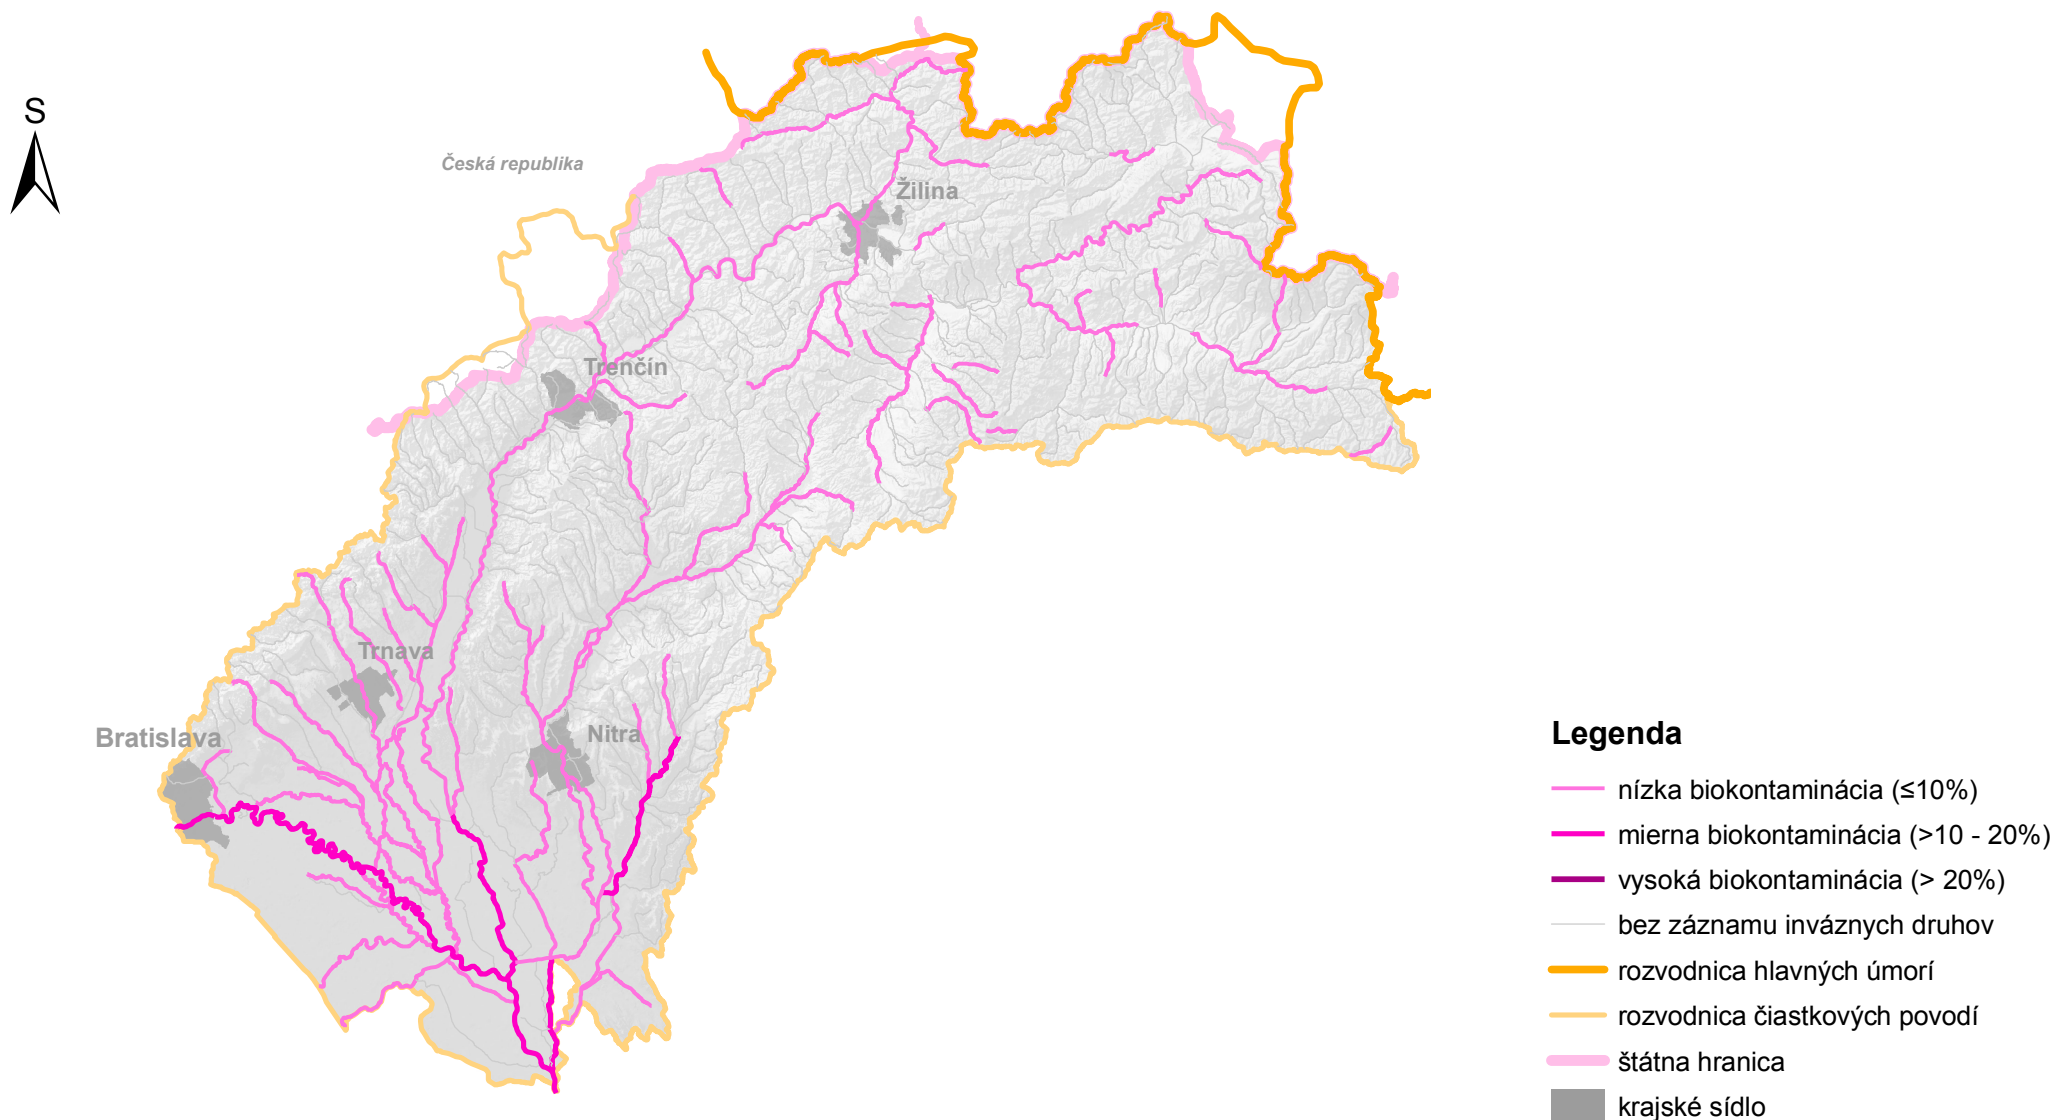 S
Česká republika
Žilina
Trenčín
Trnava
Bratislava
Nitra
Legenda
nízka biokontaminácia (≤10%)
mierna biokontaminácia (>10 - 20%)
vysoká biokontaminácia (> 20%)
bez záznamu inváznych druhov
rozvodnica hlavných úmorí
rozvodnica čiastkových povodí
štátna hranica
krajské sídlo